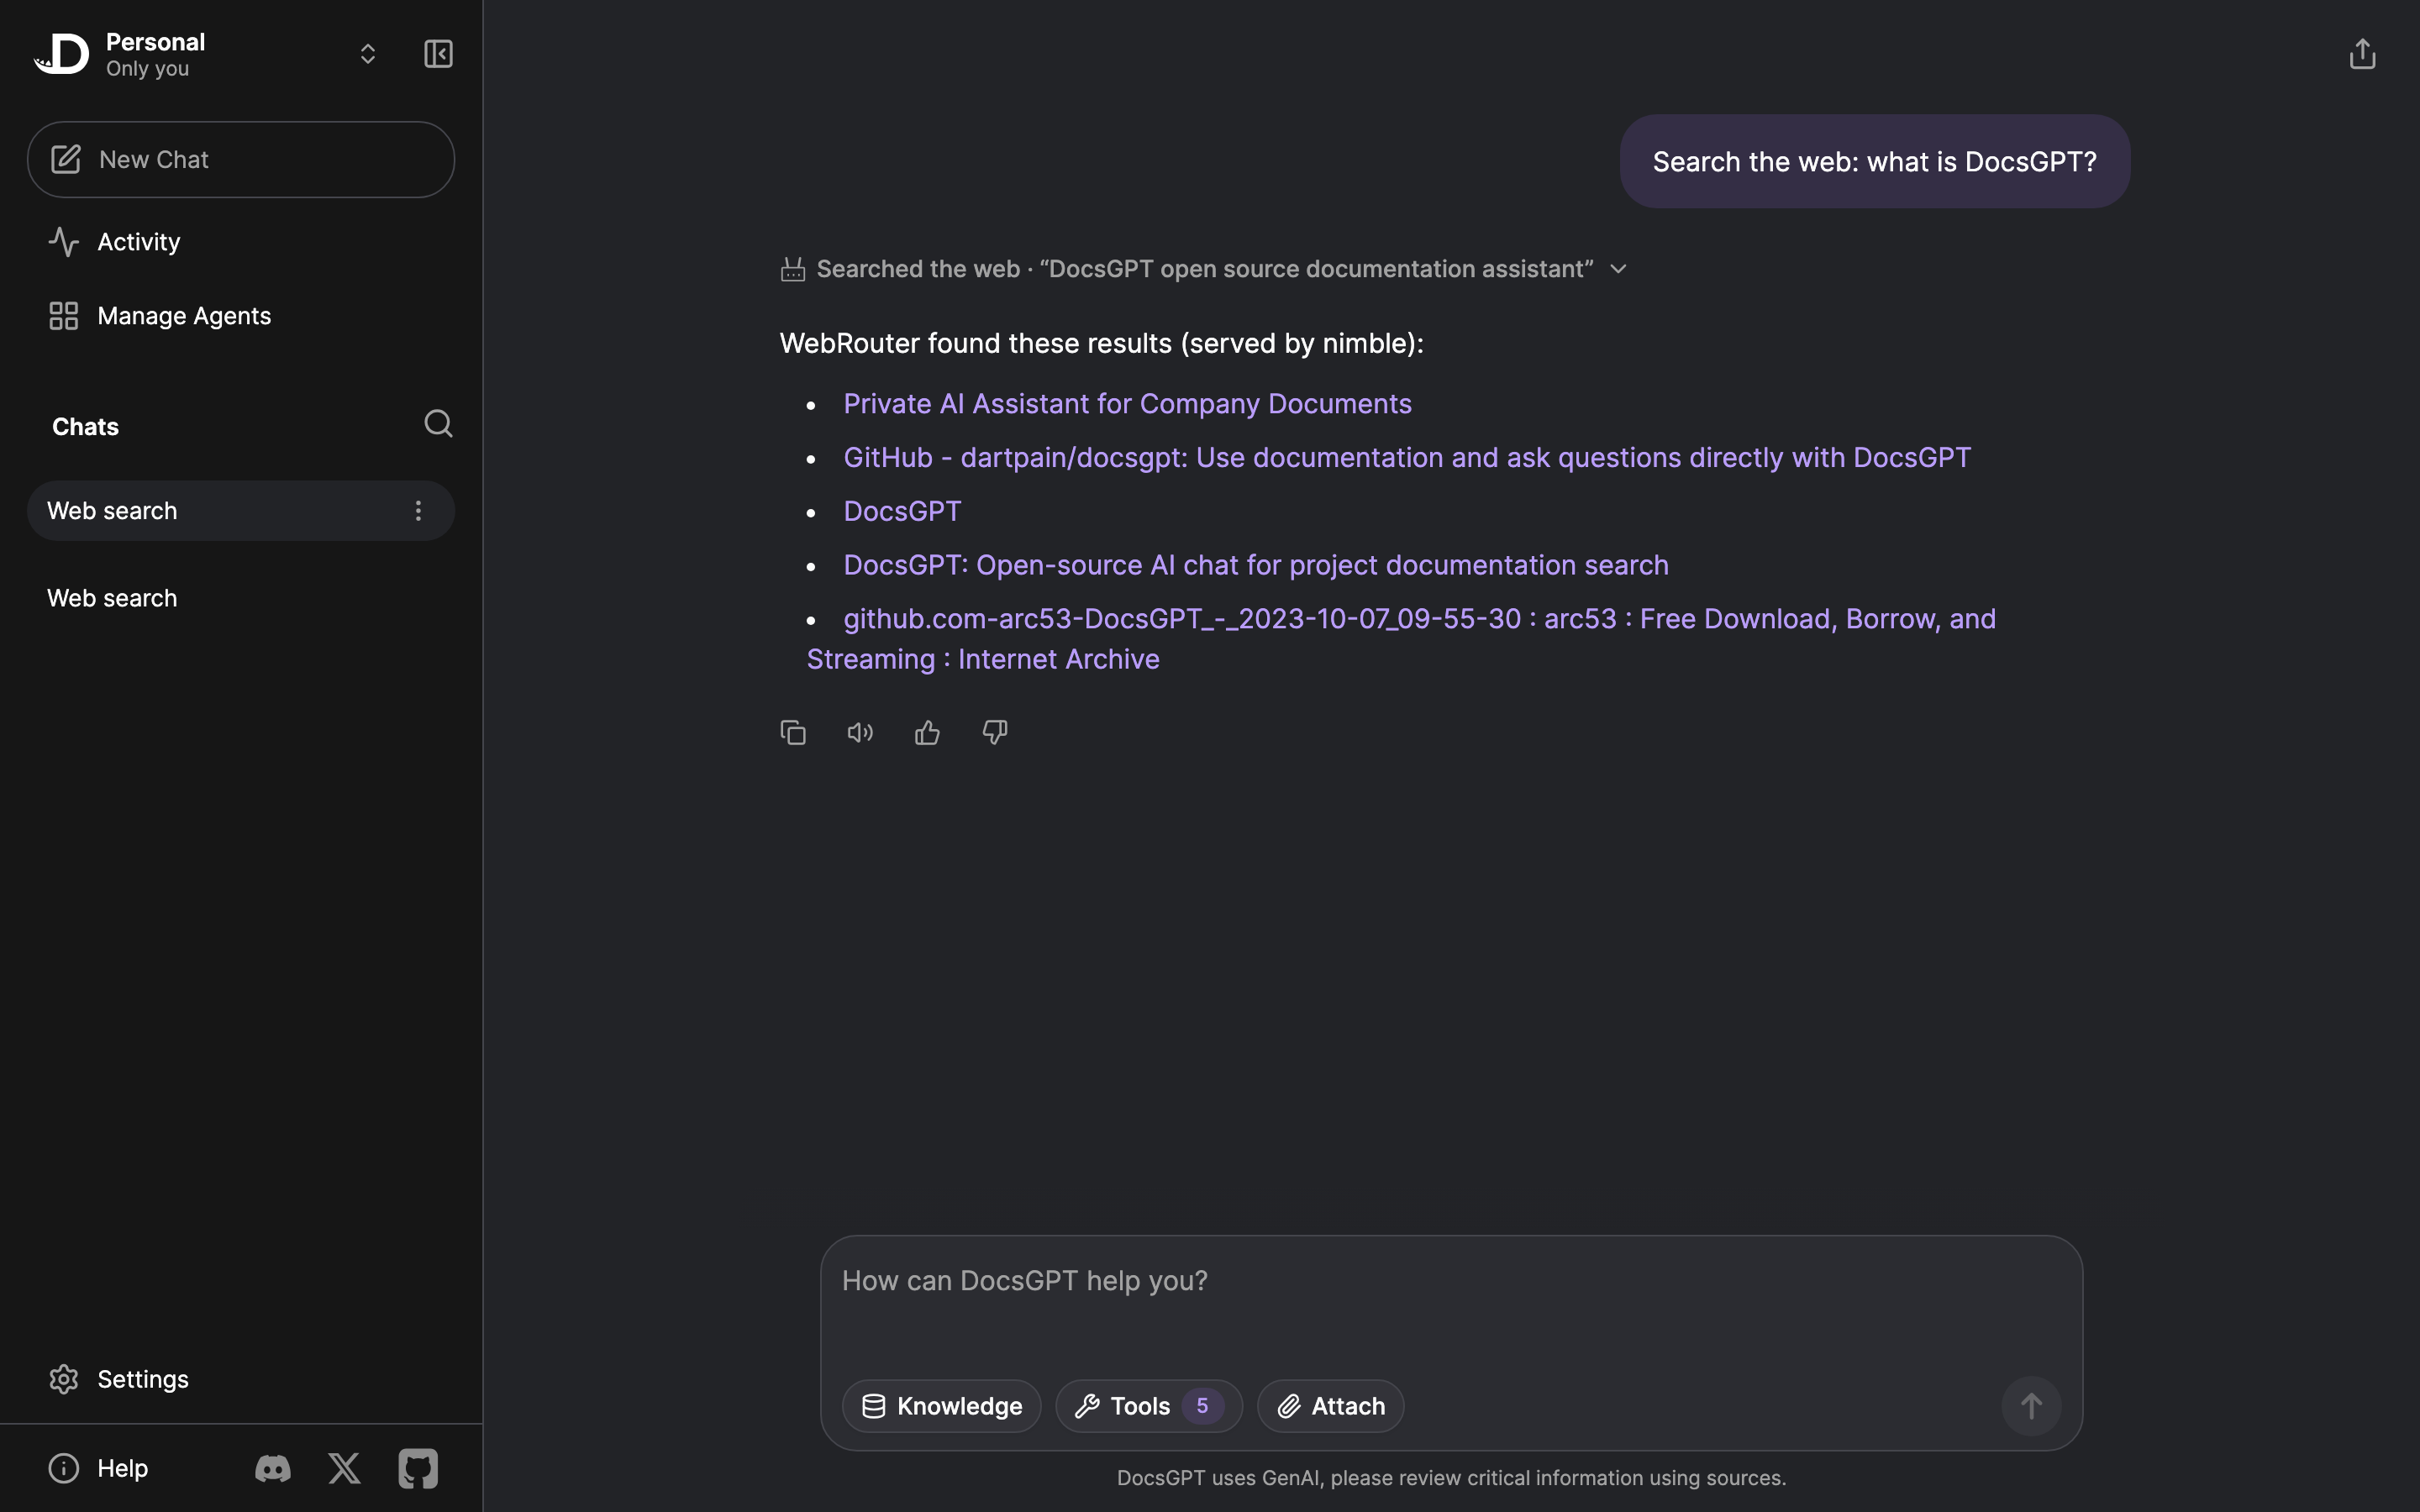 Personal
Only you
New Chat
Activity
Manage Agents
Chats
Web search
Web search
Settings
Help
Search the web: what is DocsGPT?
Searched the web · “DocsGPT open source documentation assistant”
WebRouter found these results (served by nimble):
• Private AI Assistant for Company Documents
• GitHub - dartpain/docsgpt: Use documentation and ask questions directly with DocsGPT
• DocsGPT
• DocsGPT: Open-source AI chat for project documentation search
• github.com-arc53-DocsGPT_-_2023-10-07_09-55-30 : arc53 : Free Download, Borrow, and
Streaming : Internet Archive
How can DocsGPT help you?
Knowledge Tools 5 Attach
DocsGPT uses GenAI, please review critical information using sources.